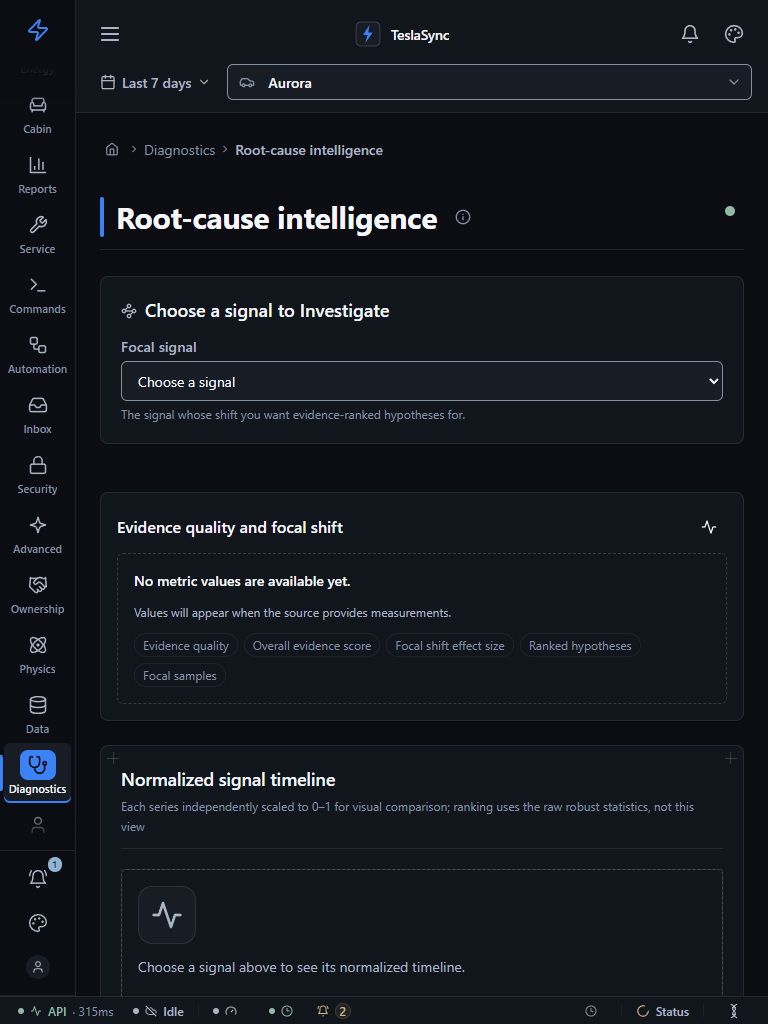 TeslaSync
Last 7 days
Aurora
Energy
Cabin
Reports
Service
Commands
Automation
Inbox
Security
Advanced
Ownership
Physics
Data
Diagnostics
1
Diagnostics
Root-cause intelligence
Root-cause intelligence
Choose a signal to Investigate
Focal signal
Choose a signal
The signal whose shift you want evidence-ranked hypotheses for.
Evidence quality and focal shift
No metric values are available yet.
Values will appear when the source provides measurements.
Evidence quality
Overall evidence score
Focal shift effect size
Ranked hypotheses
Focal samples
Normalized signal timeline
Each series independently scaled to 0–1 for visual comparison; ranking uses the raw robust statistics, not this
view
Choose a signal above to see its normalized timeline.
API · 315ms
Idle
2
Status